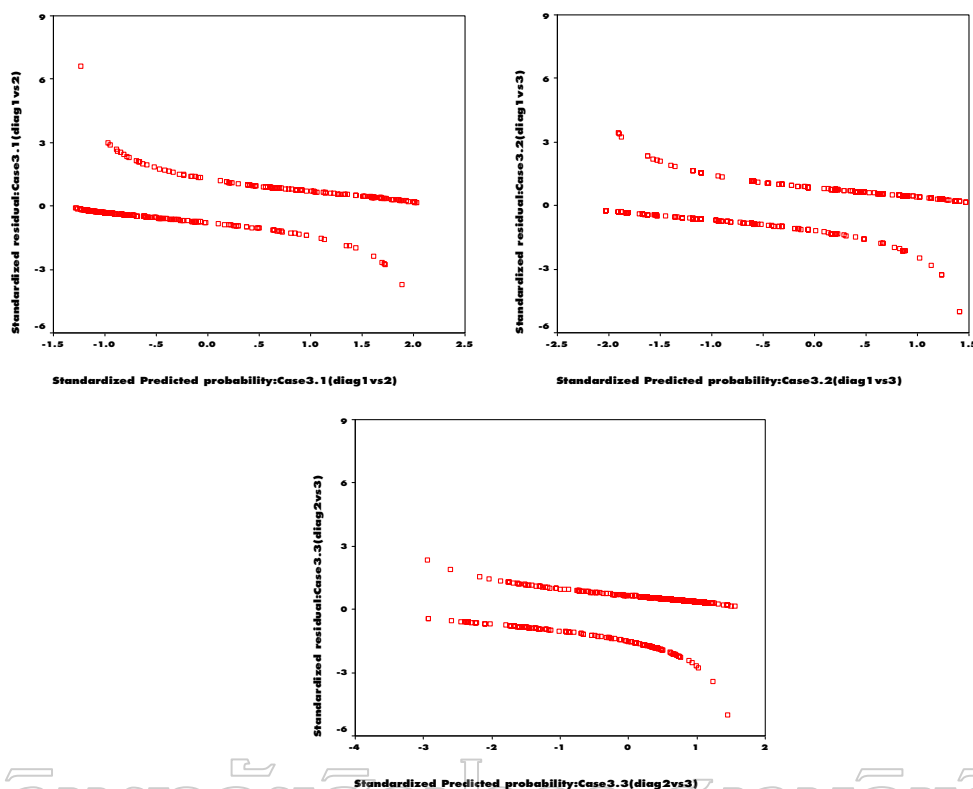 9
6
3
0
-3
-6
Standardized residual:Case3.1(diag1vs2)
-1.5 -1.0 -.5 0.0 .5 1.0 1.5 2.0 2.5
Standardized Predicted probability:Case3.1(diag1vs2)
9
6
3
0
-3
-6
Standardized residual:Case3.2(diag1vs3)
-2.5 -2.0 -1.5 -1.0 -.5 0.0 .5 1.0 1.5
Standardized Predicted probability:Case3.2(diag1vs3)
9
6
3
0
-3
-6
Standardized residual:Case3.3(diag2vs3)
-4 -3 -2 -1 0 1 2
Standardized Predicted probability:Case3.3(diag2vs3)